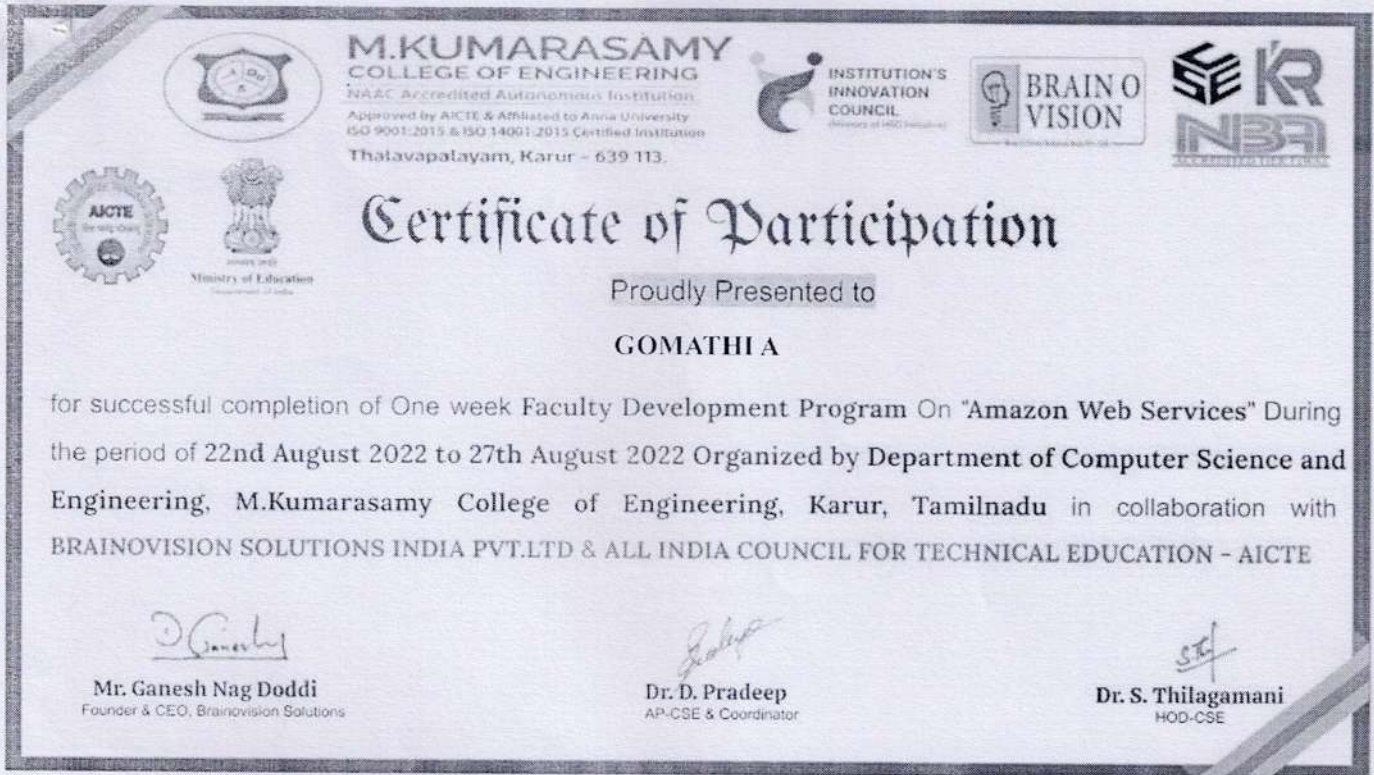 M.KUMARASAMY
COLLEGE OF ENGINEERING
NAAC Accredited Autonomous Institution
Approved by AICTE & Affiliated to Anna University
ISO 9001:2015 & ISO 14001:2015 Certified Institution
Thalavapalayam, Karur – 639 113.
INSTITUTION'S
INNOVATION
COUNCIL
BRAIN O
VISION
CSE KR
NBA
AICTE
Ministry of Education
Certificate of Participation
Proudly Presented to
GOMATHI A
for successful completion of One week Faculty Development Program On "Amazon Web Services" During
the period of 22nd August 2022 to 27th August 2022 Organized by Department of Computer Science and
Engineering, M.Kumarasamy College of Engineering, Karur, Tamilnadu in collaboration with
BRAINOVISION SOLUTIONS INDIA PVT.LTD & ALL INDIA COUNCIL FOR TECHNICAL EDUCATION – AICTE
Mr. Ganesh Nag Doddi
Founder & CEO, Brainovision Solutions
Dr. D. Pradeep
AP-CSE & Coordinator
Dr. S. Thilagamani
HOD-CSE